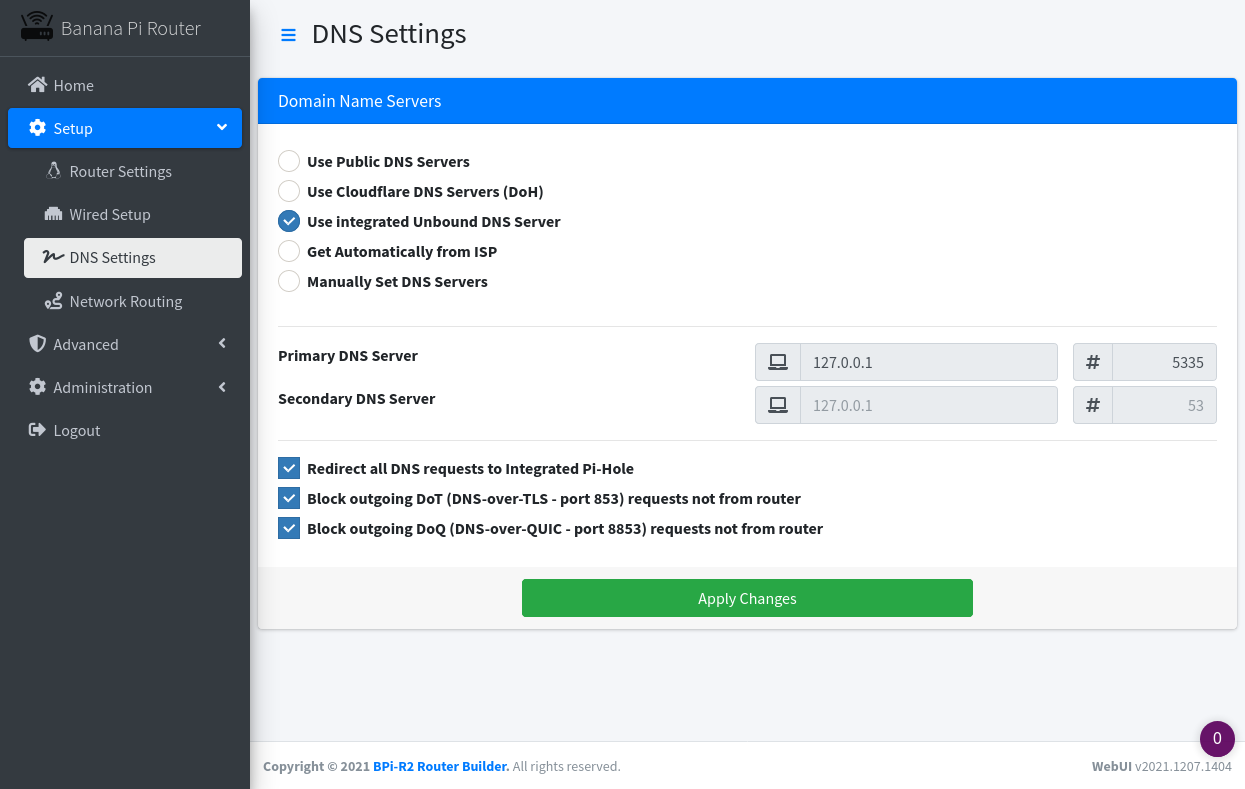 Banana Pi Router
Home
Setup
Router Settings
Wired Setup
DNS Settings
Network Routing
Advanced
Administration
Logout
DNS Settings
Domain Name Servers
Use Public DNS Servers
Use Cloudflare DNS Servers (DoH)
Use integrated Unbound DNS Server
Get Automatically from ISP
Manually Set DNS Servers
Primary DNS Server 127.0.0.1 # 5335
Secondary DNS Server 127.0.0.1 # 53
Redirect all DNS requests to Integrated Pi-Hole
Block outgoing DoT (DNS-over-TLS - port 853) requests not from router
Block outgoing DoQ (DNS-over-QUIC - port 8853) requests not from router
Apply Changes
0
Copyright © 2021 BPi-R2 Router Builder. All rights reserved. WebUI v2021.1207.1404